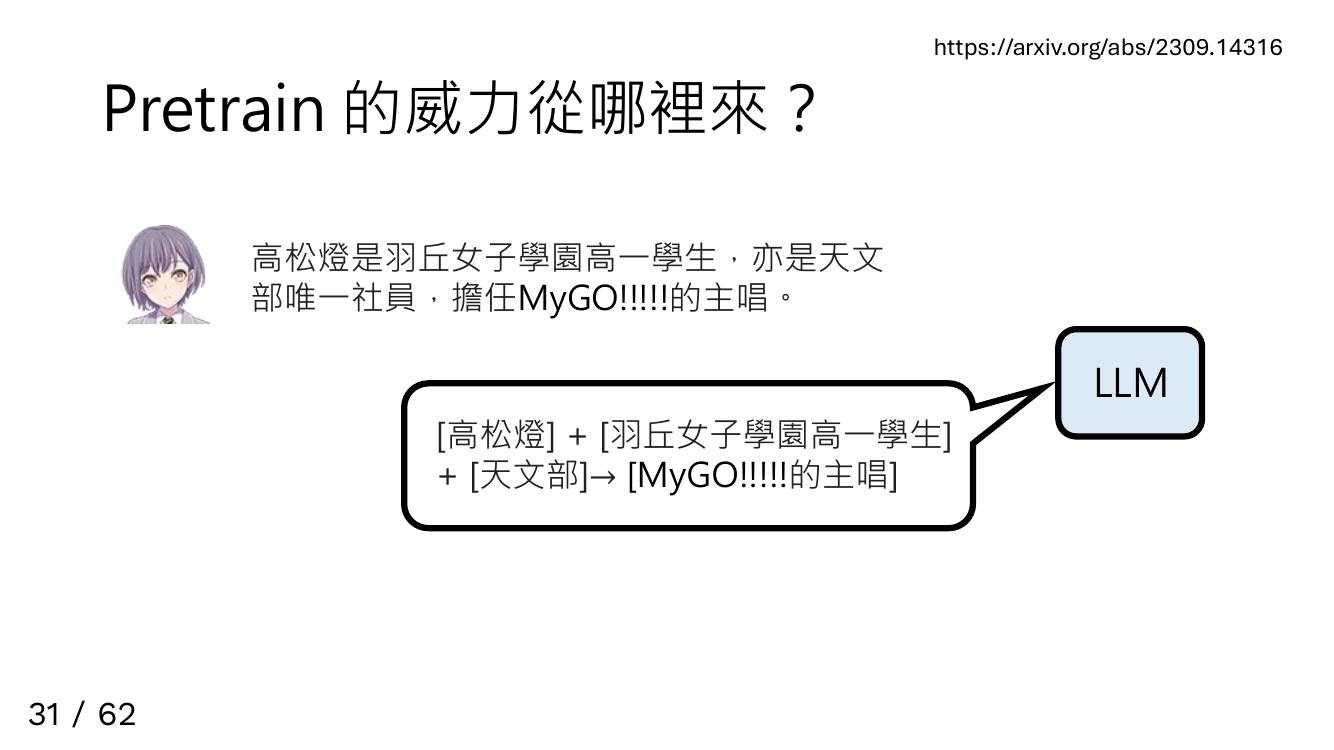 https://arxiv.org/abs/2309.14316
Pretrain 的威力從哪裡來？
高松燈是羽丘女子學園高一學生，亦是天文
部唯一社員，擔任MyGO!!!!!的主唱。
LLM
[高松燈] + [羽丘女子學園高一學生]
+ [天文部]→ [MyGO!!!!!的主唱]
31 / 62